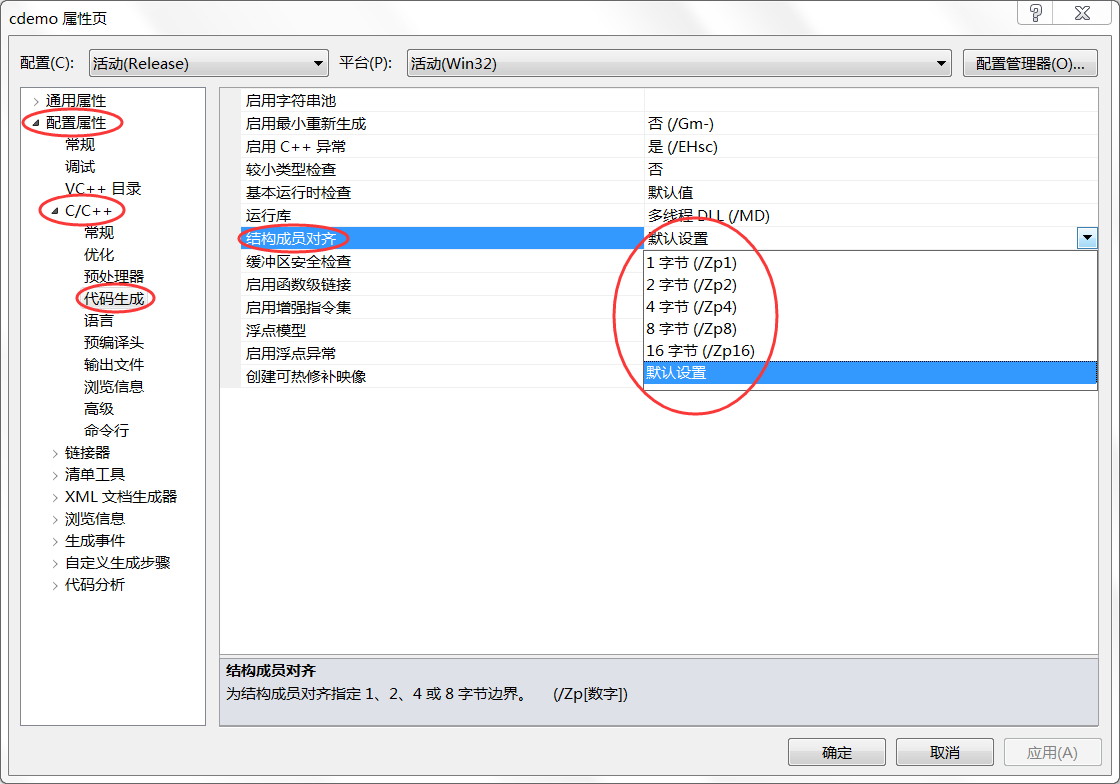 cdemo 属性页
配置(C): 活动(Release) 平台(P): 活动(Win32) 配置管理器(O)...
通用属性
配置属性
常规
调试
VC++ 目录
C/C++
常规
优化
预处理器
代码生成
语言
预编译头
输出文件
浏览信息
高级
命令行
链接器
清单工具
XML 文档生成器
浏览信息
生成事件
自定义生成步骤
代码分析
启用字符串池
启用最小重新生成 否 (/Gm-)
启用 C++ 异常 是 (/EHsc)
较小类型检查 否
基本运行时检查 默认值
运行库 多线程 DLL (/MD)
结构成员对齐 默认设置
缓冲区安全检查 1 字节 (/Zp1)
启用函数级链接 2 字节 (/Zp2)
启用增强指令集 4 字节 (/Zp4)
浮点模型 8 字节 (/Zp8)
启用浮点异常 16 字节 (/Zp16)
创建可热修补映像 默认设置
结构成员对齐
为结构成员对齐指定 1、2、4 或 8 字节边界。 (/Zp[数字])
确定 取消 应用(A)